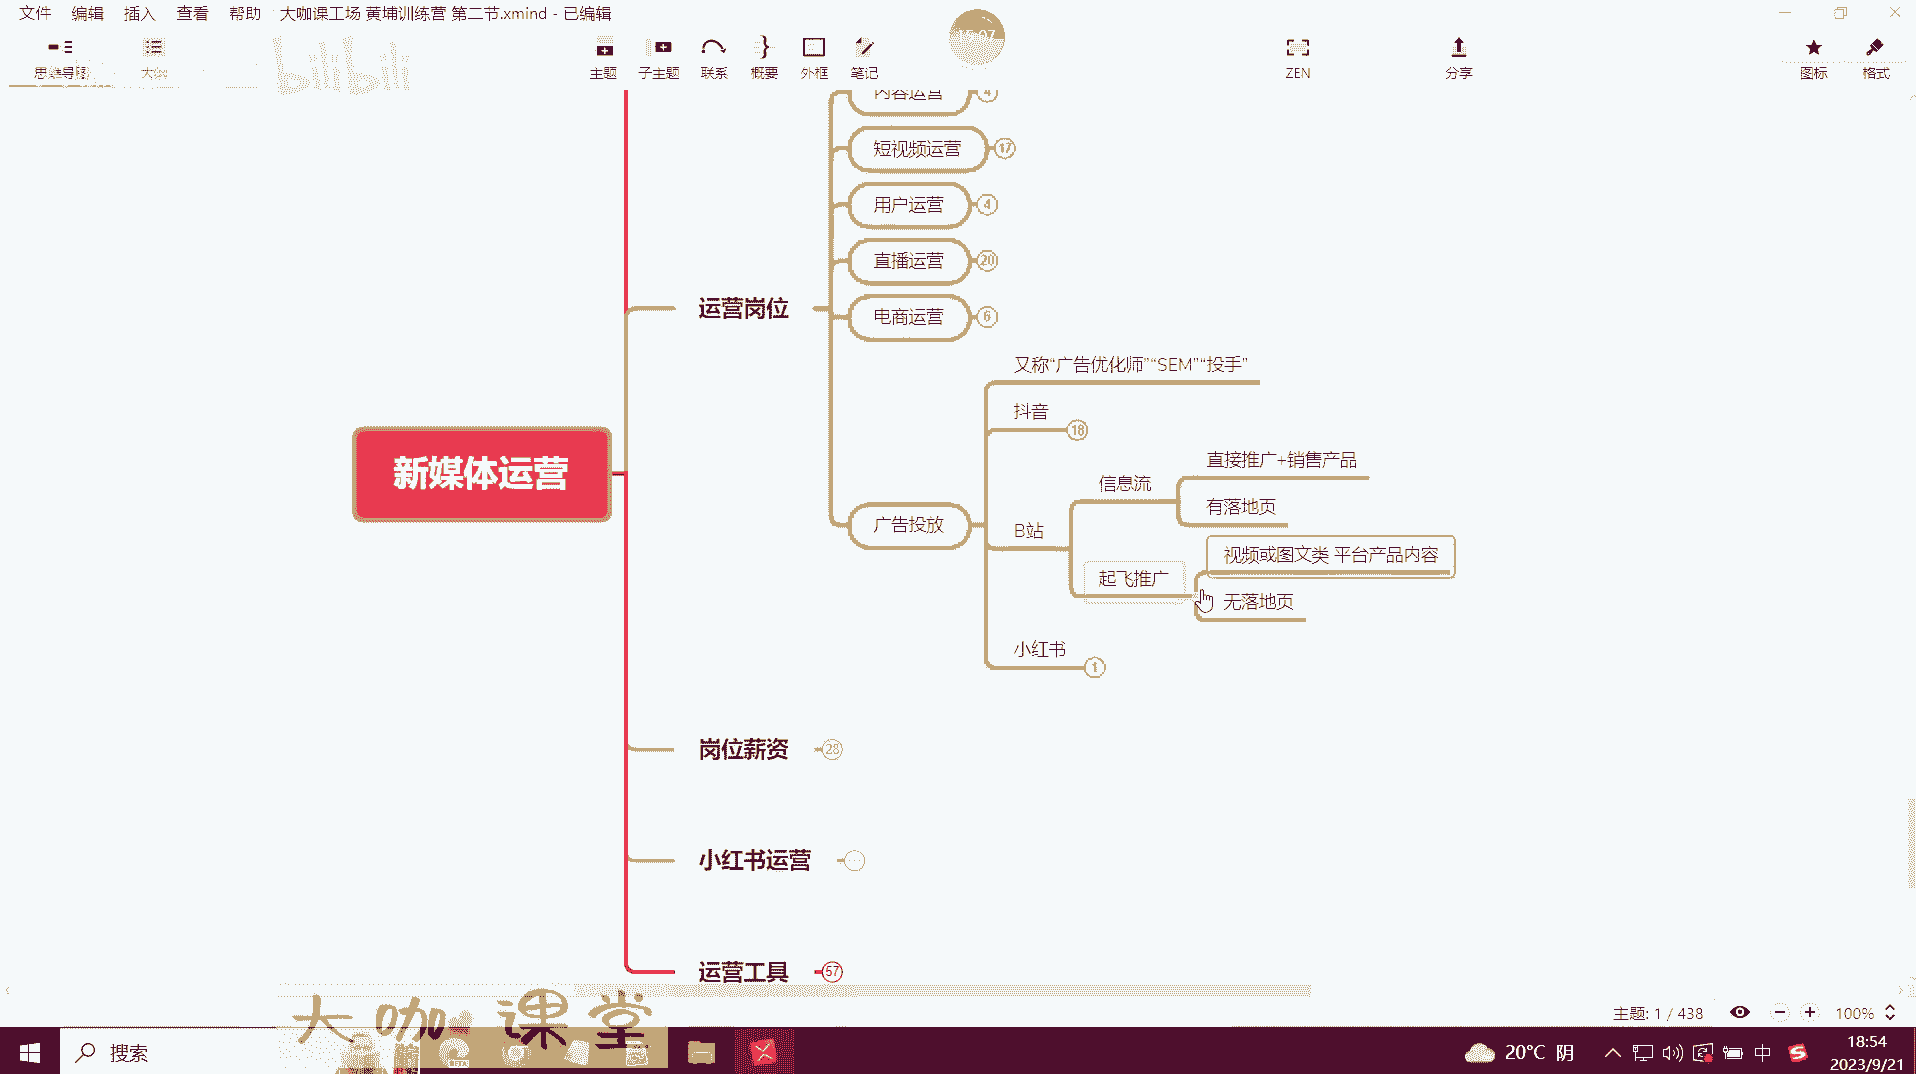 文件 编辑 插入 查看 帮助 大咖课工场 黄埔训练营 第二节.xmind - 已编辑
思维导图 大纲 bilibili 主题 子主题 联系 概要 外框 笔记 15:07 ZEN 分享 图标 格式
内容运营 4
短视频运营 17
用户运营 4
直播运营 20
运营岗位
电商运营 6
又称“广告优化师”“SEM”“投手”
抖音 18
直接推广+销售产品
信息流
有落地页
新媒体运营
广告投放
B站
视频或图文类 平台产品内容
起飞推广
无落地页
小红书 1
岗位薪资 28
小红书运营 ...
运营工具 57
大咖课堂
主题: 1 / 438 100%
搜索 20°C 阴 中 18:54
2023/9/21